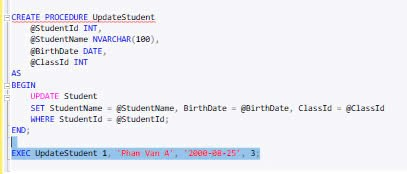 CREATE PROCEDURE UpdateStudent
@StudentId INT,
@StudentName NVARCHAR(100),
@BirthDate DATE,
@ClassId INT
AS
BEGIN
UPDATE Student
SET StudentName = @StudentName, BirthDate = @BirthDate, ClassId = @ClassId
WHERE StudentId = @StudentId;
END;
EXEC UpdateStudent 1, 'Phan Van A', '2000-08-25', 3;